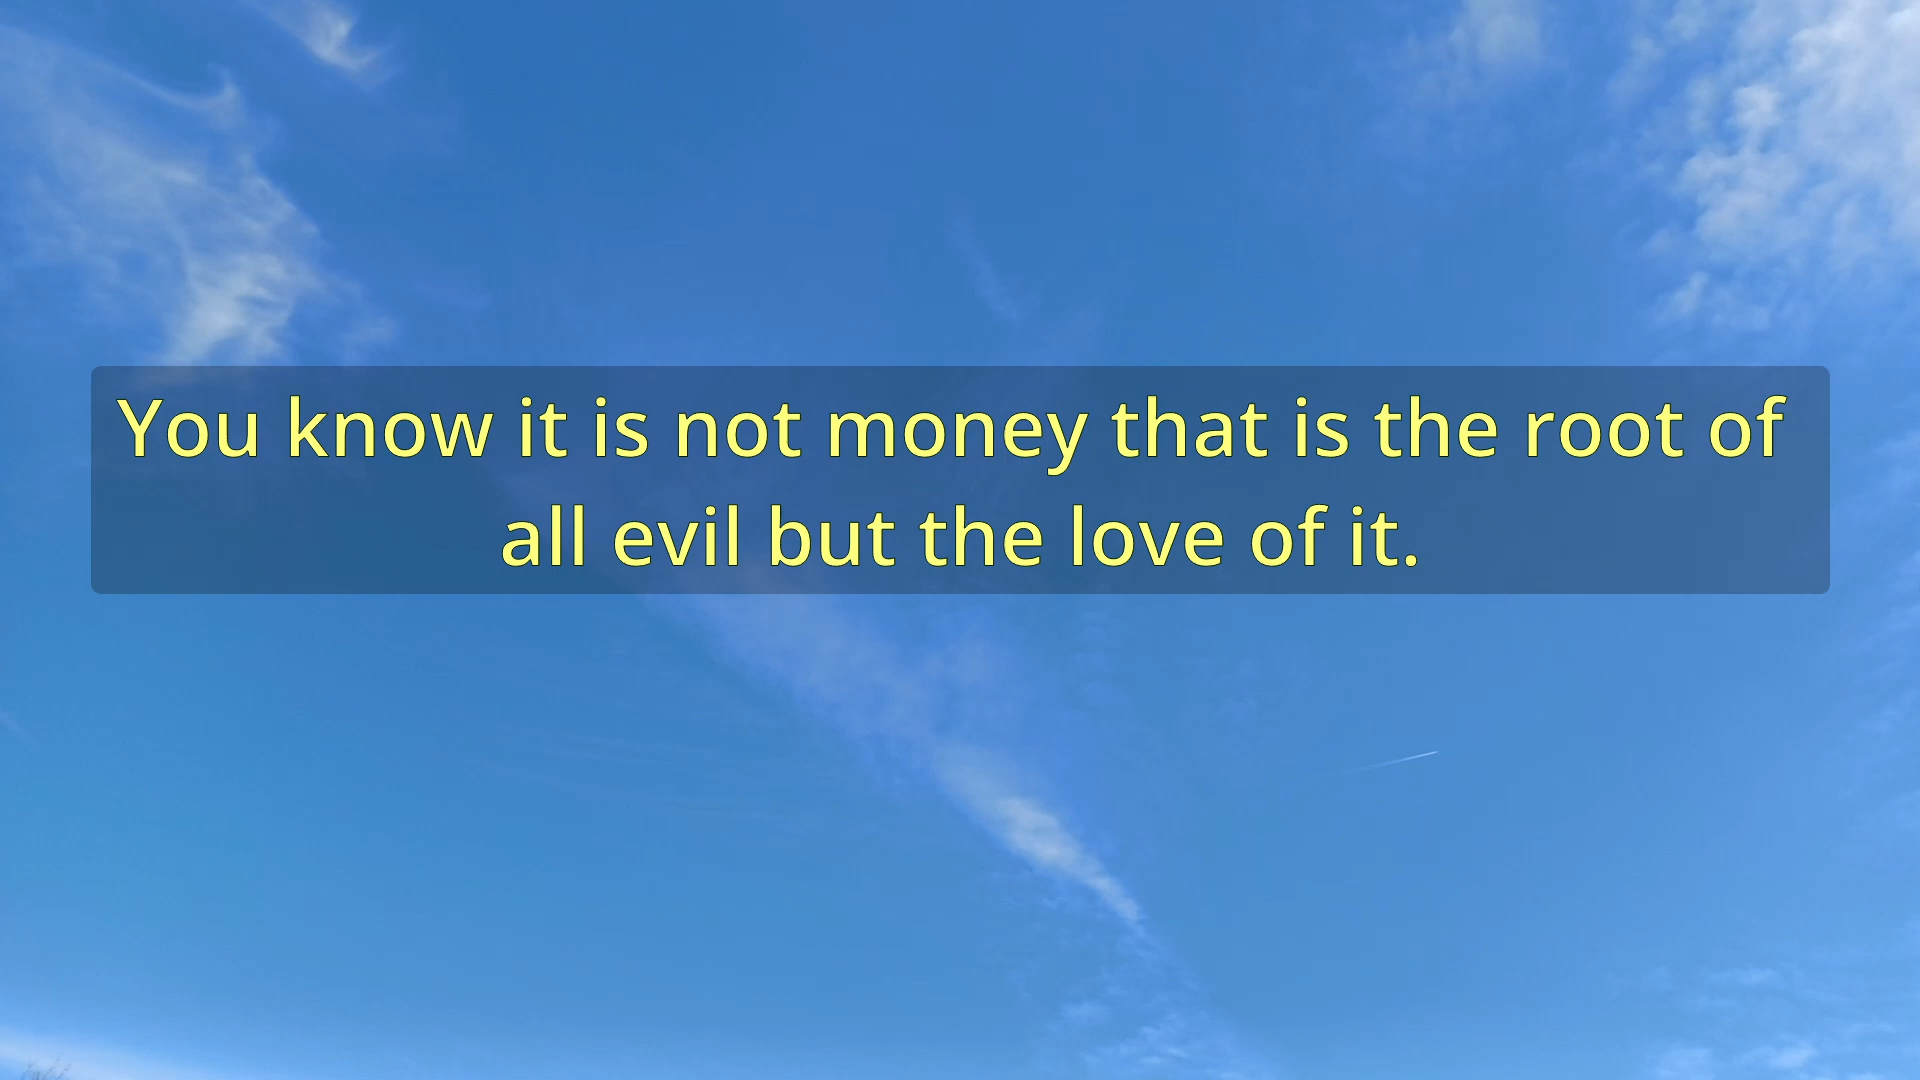 You know it is not money that is the root of
all evil but the love of it.